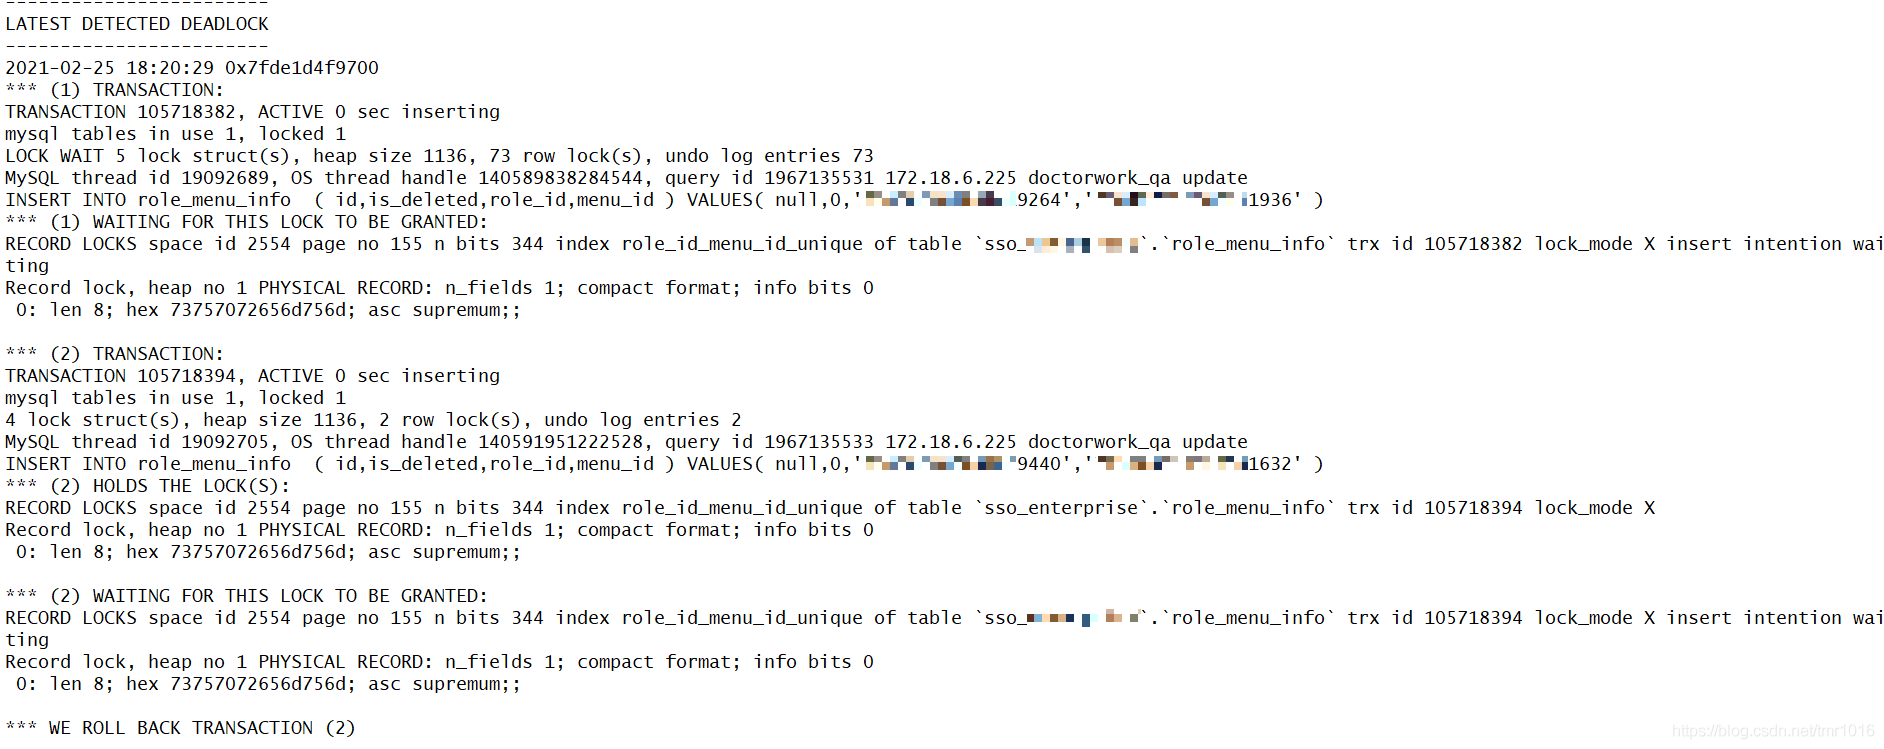 ------------------------
LATEST DETECTED DEADLOCK
------------------------
2021-02-25 18:20:29 0x7fde1d4f9700
*** (1) TRANSACTION:
TRANSACTION 105718382, ACTIVE 0 sec inserting
mysql tables in use 1, locked 1
LOCK WAIT 5 lock struct(s), heap size 1136, 73 row lock(s), undo log entries 73
MySQL thread id 19092689, OS thread handle 140589838284544, query id 1967135531 172.18.6.225 doctorwork_qa update
INSERT INTO role_menu_info  ( id,is_deleted,role_id,menu_id ) VALUES( null,0,'9264','1936' )
*** (1) WAITING FOR THIS LOCK TO BE GRANTED:
RECORD LOCKS space id 2554 page no 155 n bits 344 index role_id_menu_id_unique of table `sso_`.`role_menu_info` trx id 105718382 lock_mode X insert intention wai
ting
Record lock, heap no 1 PHYSICAL RECORD: n_fields 1; compact format; info bits 0
 0: len 8; hex 73757072656d756d; asc supremum;;
*** (2) TRANSACTION:
TRANSACTION 105718394, ACTIVE 0 sec inserting
mysql tables in use 1, locked 1
4 lock struct(s), heap size 1136, 2 row lock(s), undo log entries 2
MySQL thread id 19092705, OS thread handle 140591951222528, query id 1967135533 172.18.6.225 doctorwork_qa update
INSERT INTO role_menu_info  ( id,is_deleted,role_id,menu_id ) VALUES( null,0,'9440','1632' )
*** (2) HOLDS THE LOCK(S):
RECORD LOCKS space id 2554 page no 155 n bits 344 index role_id_menu_id_unique of table `sso_enterprise`.`role_menu_info` trx id 105718394 lock_mode X
Record lock, heap no 1 PHYSICAL RECORD: n_fields 1; compact format; info bits 0
 0: len 8; hex 73757072656d756d; asc supremum;;
*** (2) WAITING FOR THIS LOCK TO BE GRANTED:
RECORD LOCKS space id 2554 page no 155 n bits 344 index role_id_menu_id_unique of table `sso_`.`role_menu_info` trx id 105718394 lock_mode X insert intention wai
ting
Record lock, heap no 1 PHYSICAL RECORD: n_fields 1; compact format; info bits 0
 0: len 8; hex 73757072656d756d; asc supremum;;
*** WE ROLL BACK TRANSACTION (2)
https://blog.csdn.net/tmr1016